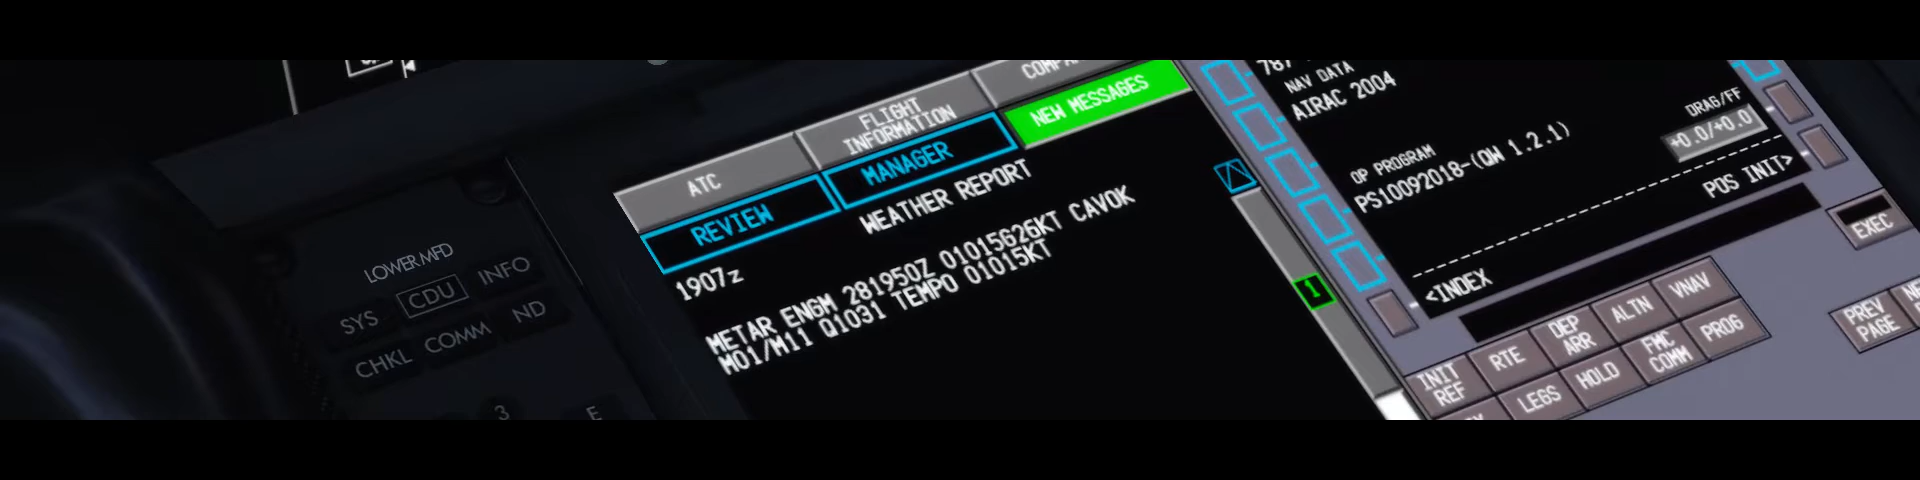 LOWER MFD
SYS CDU INFO
CHKL COMM ND
3
E
ATC
FLIGHT
INFORMATION
REVIEW
MANAGER
NEW MESSAGES
WEATHER REPORT
1907z
METAR ENGM 281950Z 01015G26KT CAVOK
M01/M11 Q1031 TEMPO 01015KT
1
NAV DATA
AIRAC 2004
DRAG/FF
+0.0/+0.0
OP PROGRAM
PS10092018-(QW 1.2.1)
POS INIT>
<INDEX
EXEC
INIT
REF
RTE
DEP
ARR
ALTN
VNAV
LEGS
HOLD
FMC
COMM
PROG
PREV
PAGE